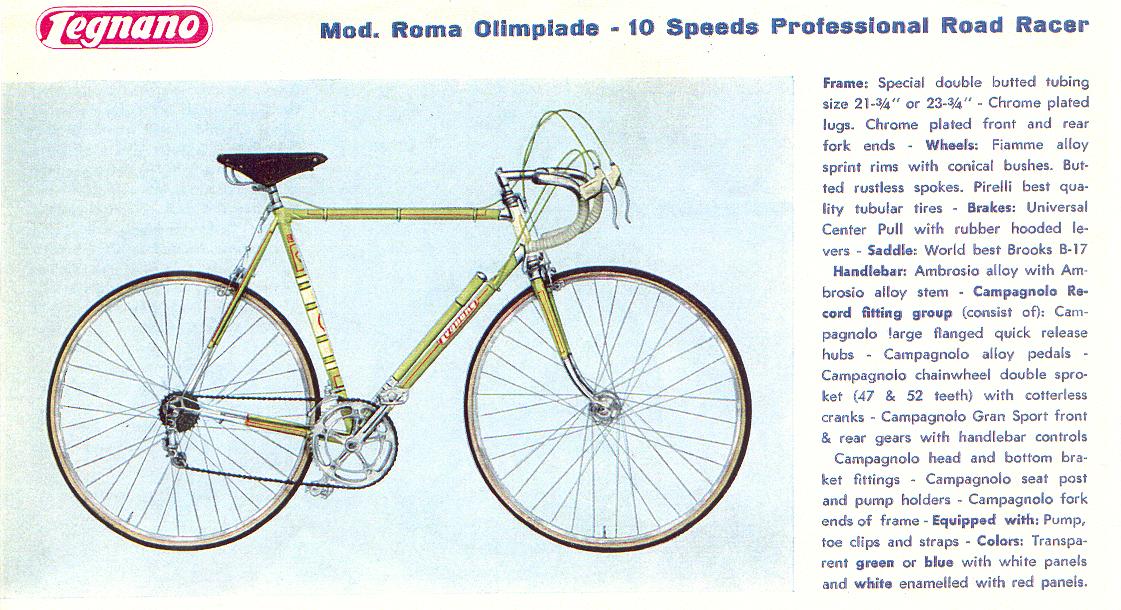 Legnano
Mod. Roma Olimpiade - 10 Speeds Professional Road Racer
Frame: Special double butted tubing
size 21-¾" or 23-¾" - Chrome plated
lugs. Chrome plated front and rear
fork ends - Wheels: Fiamme alloy
sprint rims with conical bushes. But-
ted rustless spokes. Pirelli best qua-
lity tubular tires - Brakes: Universal
Center Pull with rubber hooded le-
vers - Saddle: World best Brooks B-17
Handlebar: Ambrosio alloy with Am-
brosio alloy stem - Campagnolo Re-
cord fitting group (consist of): Cam-
pagnolo large flanged quick release
hubs - Campagnolo alloy pedals -
Campagnolo chainwheel double spro-
ket (47 & 52 teeth) with cotterless
cranks - Campagnolo Gran Sport front
& rear gears with handlebar controls
Campagnolo head and bottom bra-
ket fittings - Campagnolo seat post
and pump holders - Campagnolo fork
ends of frame - Equipped with: Pump,
toe clips and straps - Colors: Transpa-
rent green or blue with white panels
and white enamelled with red panels.
LEGNANO